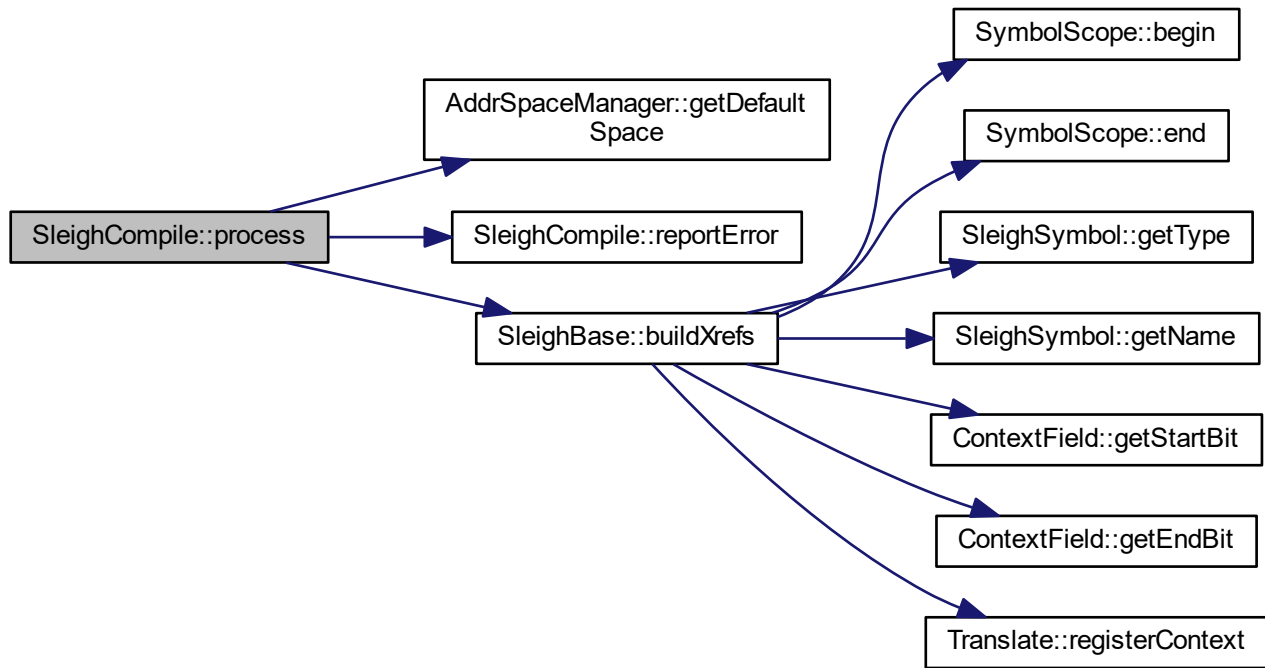 SymbolScope::begin
AddrSpaceManager::getDefault
Space
SymbolScope::end
SleighCompile::process
SleighCompile::reportError
SleighSymbol::getType
SleighBase::buildXrefs
SleighSymbol::getName
ContextField::getStartBit
ContextField::getEndBit
Translate::registerContext